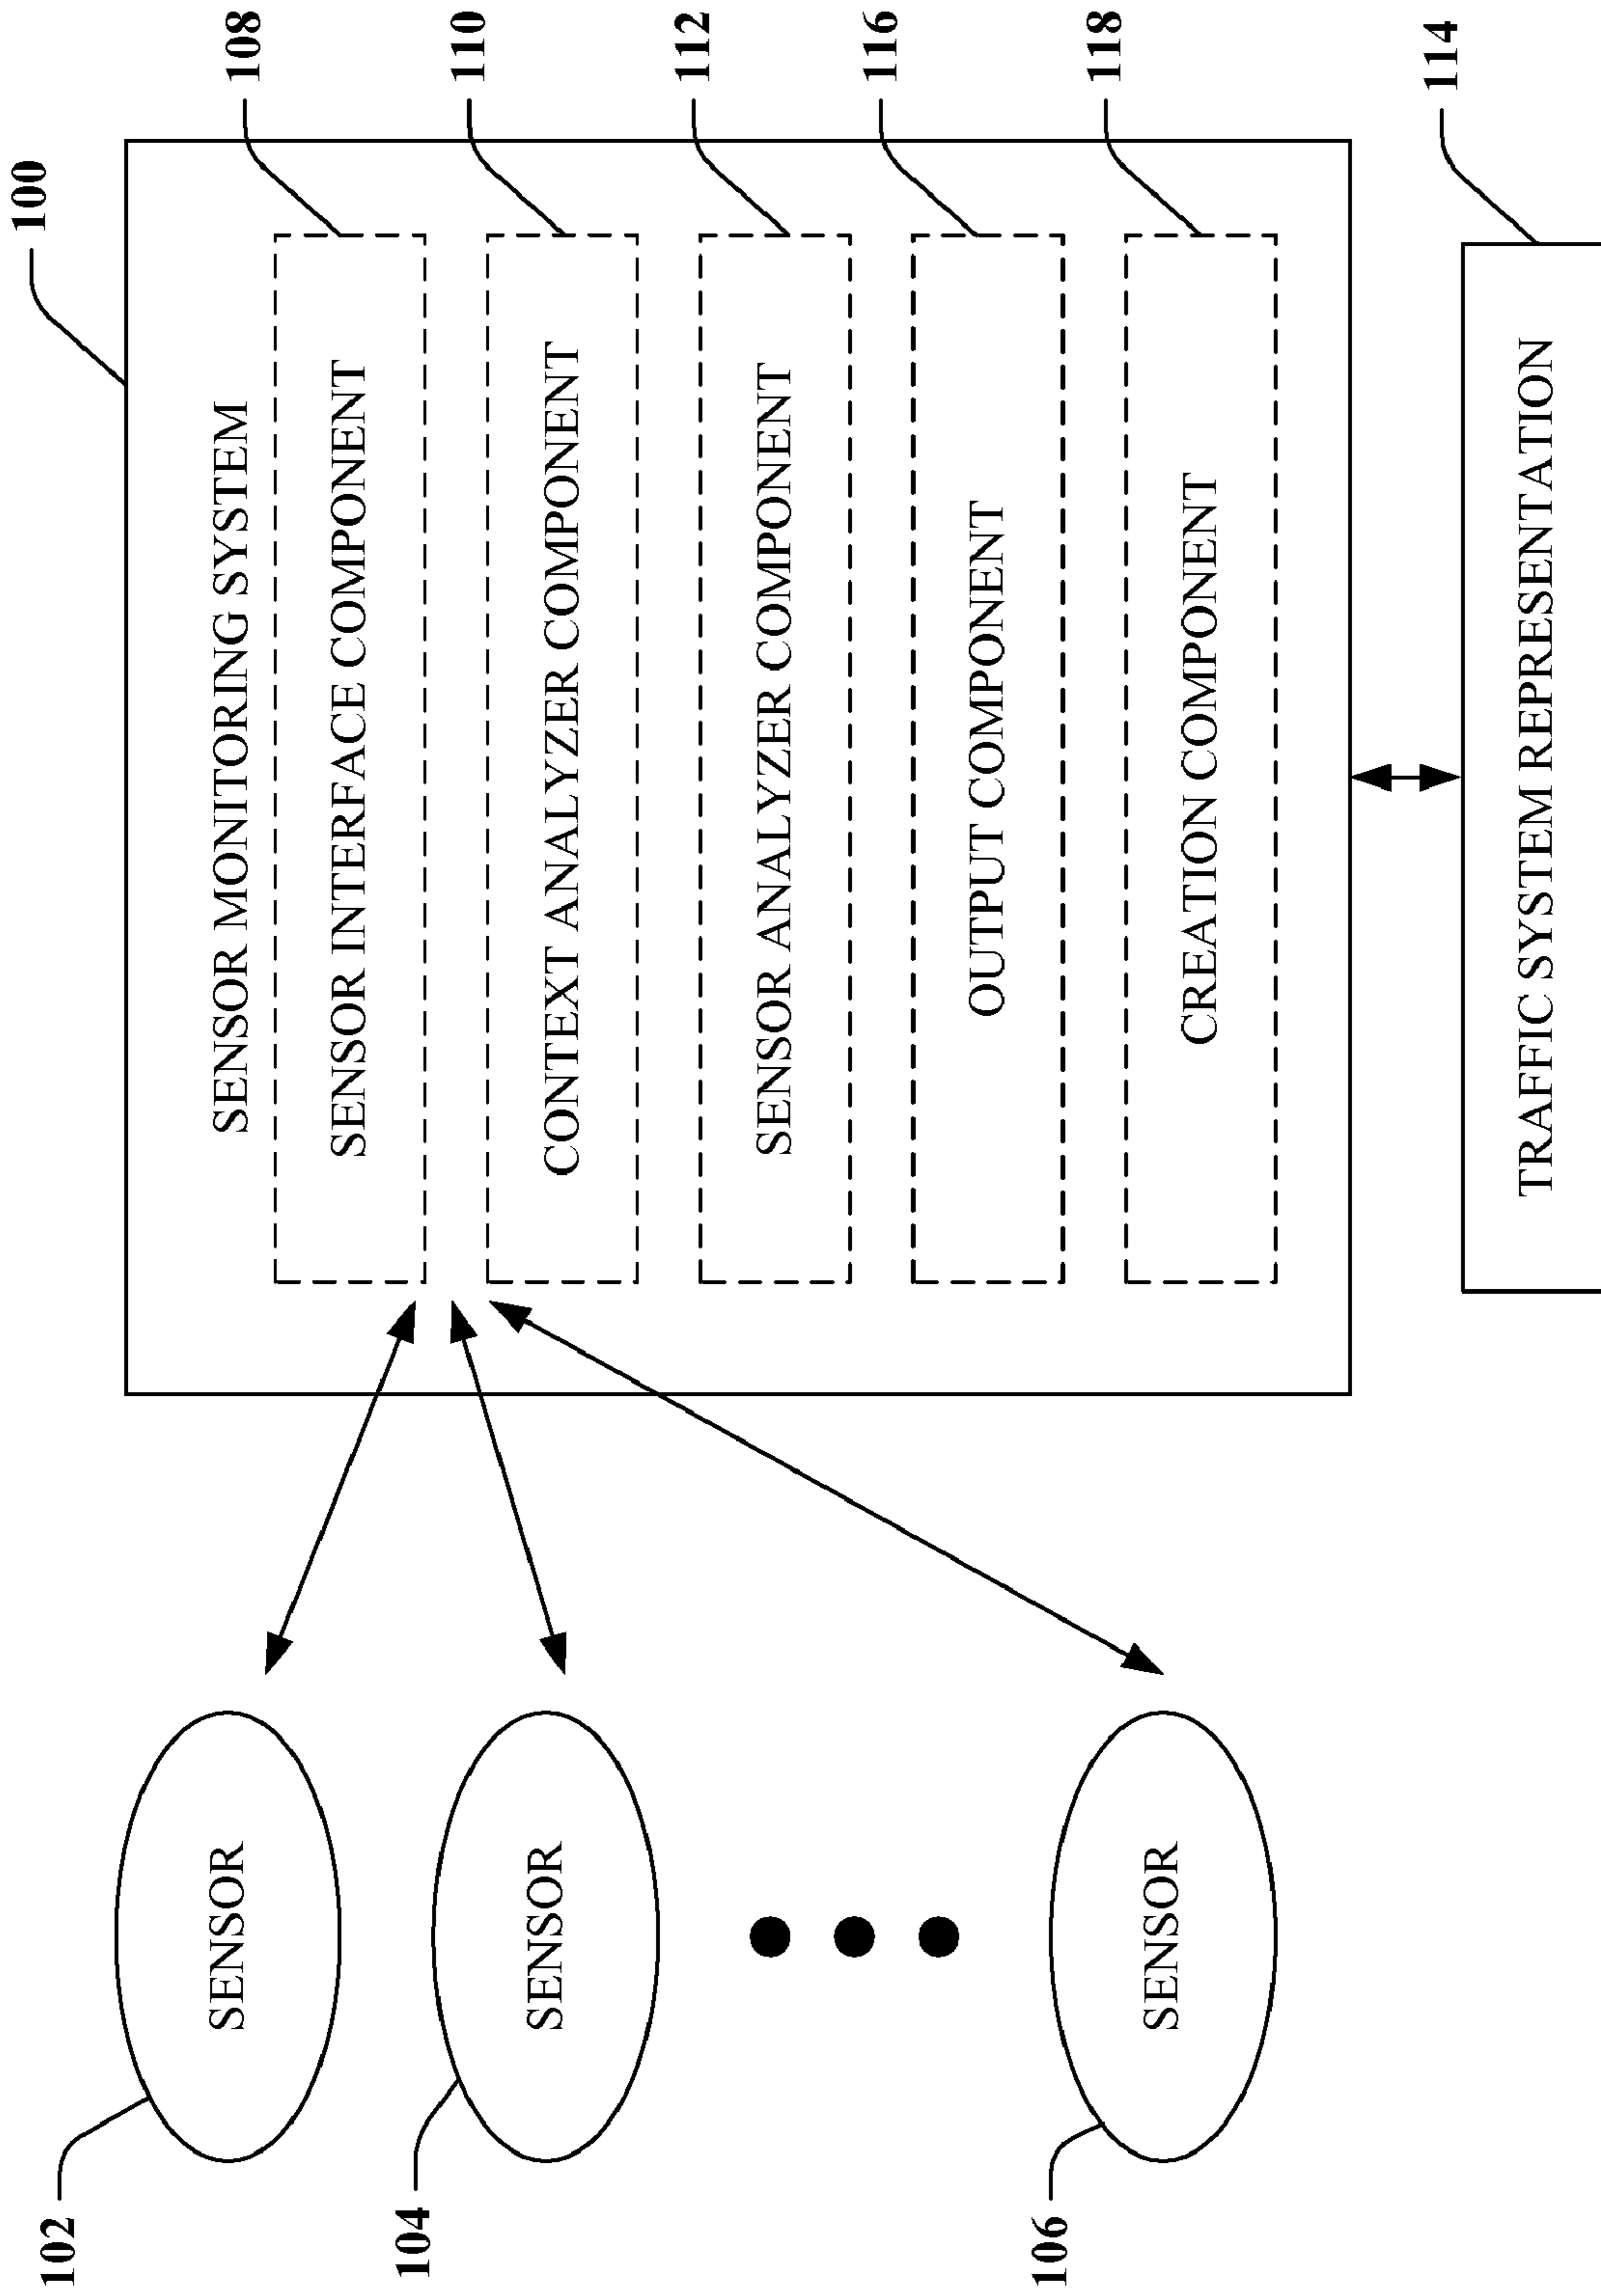 100
SENSOR MONITORING SYSTEM
108
SENSOR INTERFACE COMPONENT
110
CONTEXT ANALYZER COMPONENT
112
SENSOR ANALYZER COMPONENT
116
OUTPUT COMPONENT
118
CREATION COMPONENT
114
TRAFFIC SYSTEM REPRESENTATION
102
SENSOR
104
SENSOR
106
SENSOR